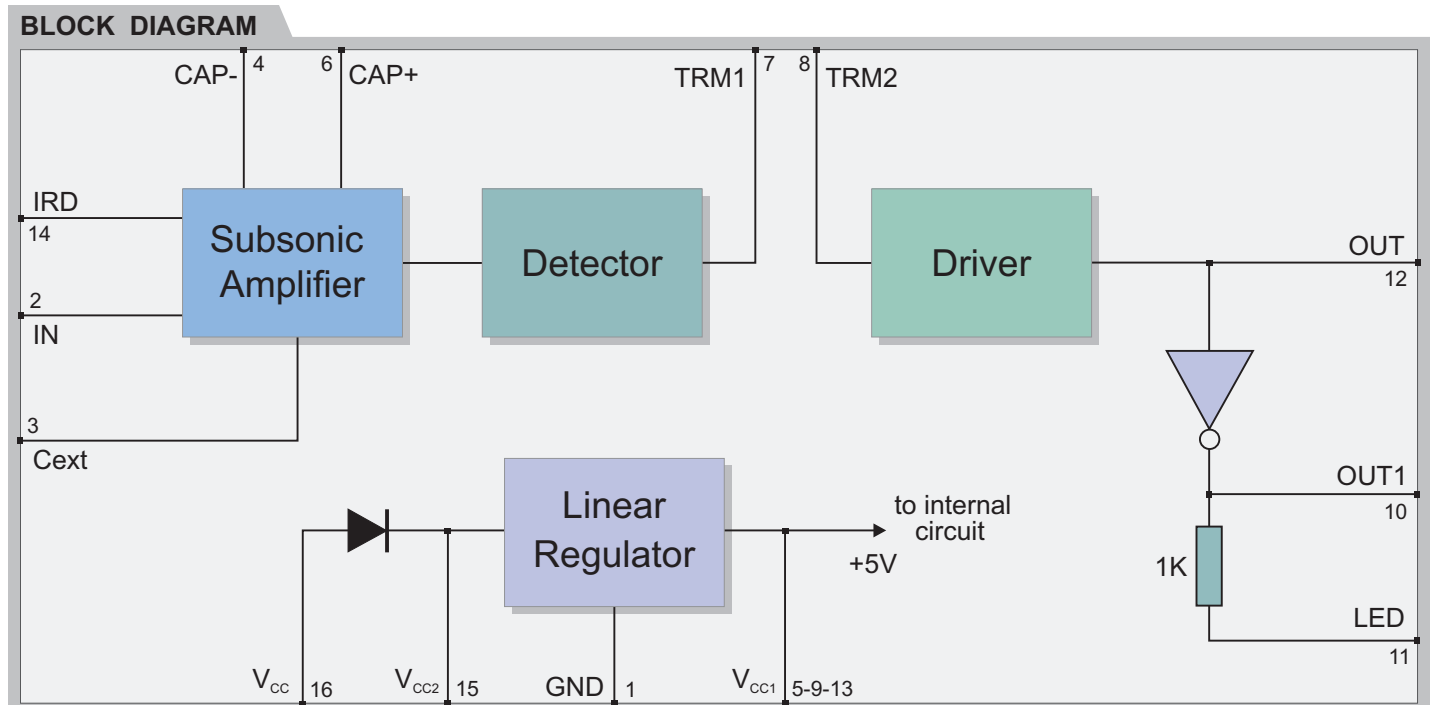 BLOCK DIAGRAM
CAP- 4
6 CAP+
TRM1 7
8 TRM2
IRD
14
2
IN
3
Cext
Subsonic
Amplifier
Detector
Driver
OUT
12
OUT1
10
1K
LED
11
Linear
Regulator
to internal
circuit
+5V
VCC 16
VCC2 15
GND 1
VCC1 5-9-13